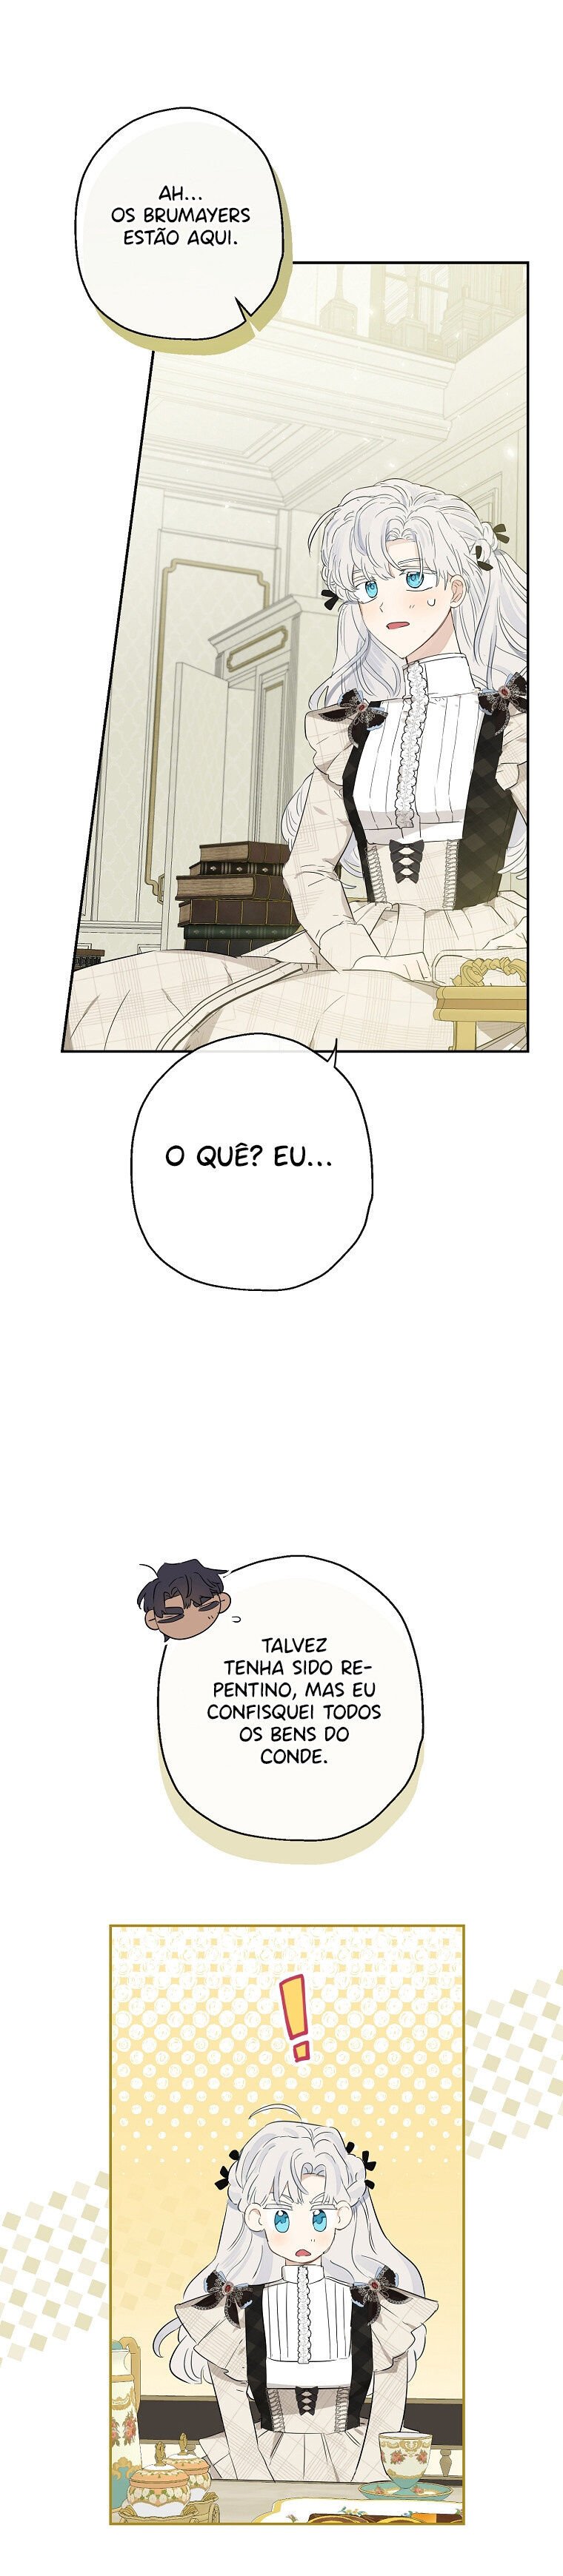 AH...
OS BRUMAYERS
ESTÃO AQUI.
O QUÊ? EU...
TALVEZ
TENHA SIDO RE-
PENTINO, MAS EU
CONFISQUEI TODOS
OS BENS DO
CONDE.
!